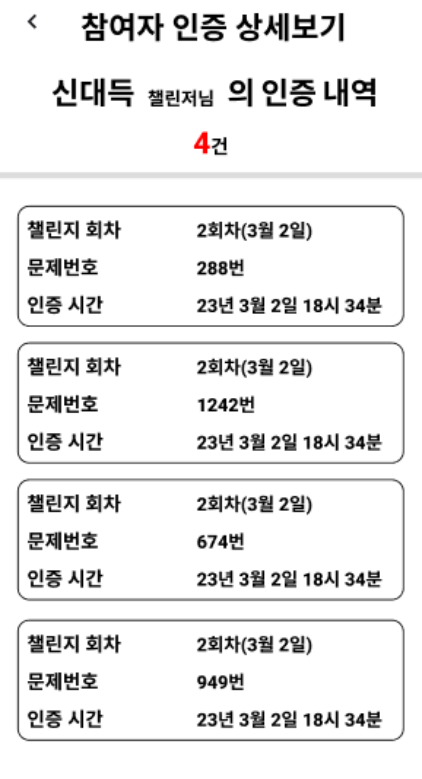 참여자 인증 상세보기
신대득 챌린저님 의 인증 내역
4건
챌린지 회차 2회차(3월 2일)
문제번호 288번
인증 시간 23년 3월 2일 18시 34분
챌린지 회차 2회차(3월 2일)
문제번호 1242번
인증 시간 23년 3월 2일 18시 34분
챌린지 회차 2회차(3월 2일)
문제번호 674번
인증 시간 23년 3월 2일 18시 34분
챌린지 회차 2회차(3월 2일)
문제번호 949번
인증 시간 23년 3월 2일 18시 34분